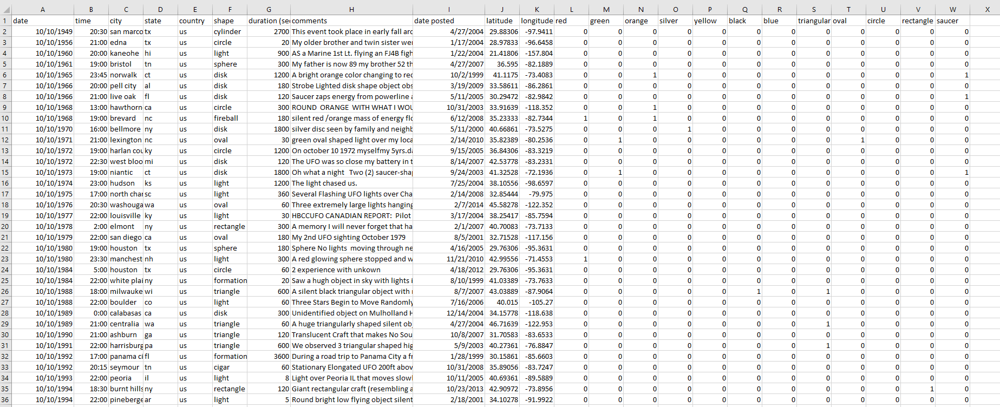 A B C D E F G H I J K L M N O P Q R S T U V W X
1 date time city state country shape duration (se comments date posted latitude longitude red green orange silver yellow black blue triangular oval circle rectangle saucer
2 10/10/1949 20:30 san marco tx us cylinder 2700 This event took place in early fall arc 4/27/2004 29.88306 -97.9411 0 0 0 0 0 0 0 0 0 0 0 0
3 10/10/1956 21:00 edna tx us circle 20 My older brother and twin sister wer 1/17/2004 28.97833 -96.6458 0 0 0 0 0 0 0 0 0 0 0 0
4 10/10/1960 20:00 kaneohe hi us light 900 AS a Marine 1st Lt. flying an FJ4B figh 1/22/2004 21.41806 -157.804 0 0 0 0 0 0 0 0 0 0 0 0
5 10/10/1961 19:00 bristol tn us sphere 300 My father is now 89 my brother 52 th 4/27/2007 36.595 -82.1889 0 0 0 0 0 0 0 0 0 0 0 0
6 10/10/1965 23:45 norwalk ct us disk 1200 A bright orange color changing to rec 10/2/1999 41.1175 -73.4083 0 0 1 0 0 0 0 0 0 0 0 1
7 10/10/1966 20:00 pell city al us disk 180 Strobe Lighted disk shape object obs 3/19/2009 33.58611 -86.2861 0 0 0 0 0 0 0 0 0 0 0 0
8 10/10/1966 21:00 live oak fl us disk 120 Saucer zaps energy from powerline a 5/11/2005 30.29472 -82.9842 0 0 0 0 0 0 0 0 0 0 0 1
9 10/10/1968 13:00 hawthorn ca us circle 300 ROUND ORANGE WITH WHAT I WOU 10/31/2003 33.91639 -118.352 0 0 1 0 0 0 0 0 0 0 0 0
10 10/10/1968 19:00 brevard nc us fireball 180 silent red /orange mass of energy flo 6/12/2008 35.23333 -82.7344 1 0 1 0 0 0 0 0 0 0 0 0
11 10/10/1970 16:00 bellmore ny us disk 1800 silver disc seen by family and neighb 5/11/2000 40.66861 -73.5275 0 0 0 1 0 0 0 0 0 0 0 0
12 10/10/1971 21:00 lexington nc us oval 30 green oval shaped light over my loca 2/14/2010 35.82389 -80.2536 0 1 0 0 0 0 0 0 1 0 0 0
13 10/10/1972 19:00 harlan cou ky us circle 1200 On october 10 1972 myselfmy 5yrs.da 9/15/2005 36.84306 -83.3219 0 0 0 0 0 0 0 0 0 0 0 0
14 10/10/1972 22:30 west bloo mi us disk 120 The UFO was so close my battery in t 8/14/2007 42.53778 -83.2331 0 0 0 0 0 0 0 0 0 0 0 0
15 10/10/1973 19:00 niantic ct us disk 1800 Oh what a night Two (2) saucer-shap 9/24/2003 41.32528 -72.1936 0 1 0 0 0 0 0 0 0 0 0 1
16 10/10/1974 23:00 hudson ks us light 1200 The light chased us. 7/25/2004 38.10556 -98.6597 0 0 0 0 0 0 0 0 0 0 0 0
17 10/10/1975 17:00 north char sc us light 360 Several Flashing UFO lights over Cha 2/14/2008 32.85444 -79.975 0 0 0 0 0 0 0 0 0 0 0 0
18 10/10/1976 20:30 washouga wa us oval 60 Three extremely large lights hanging 2/7/2014 45.58278 -122.352 0 0 0 0 0 0 0 0 0 0 0 0
19 10/10/1977 22:00 louisville ky us light 30 HBCCUFO CANADIAN REPORT: Pilot 3/17/2004 38.25417 -85.7594 0 0 0 0 0 0 0 0 0 0 0 0
20 10/10/1978 2:00 elmont ny us rectangle 300 A memory I will never forget that ha 2/1/2007 40.70083 -73.7133 0 0 0 0 0 0 0 0 0 0 0 0
21 10/10/1979 22:00 san diego ca us oval 180 My 2nd UFO sighting October 1979 8/5/2001 32.71528 -117.156 0 0 0 0 0 0 0 0 0 0 0 0
22 10/10/1980 19:00 houston tx us sphere 180 Sphere No lights moving through ne 4/16/2005 29.76306 -95.3631 0 0 0 0 0 0 0 0 0 0 0 0
23 10/10/1980 23:30 manchest nh us light 300 A red glowing sphere stopped and w 11/21/2010 42.99556 -71.4553 1 0 0 0 0 0 0 0 0 0 0 0
24 10/10/1984 5:00 houston tx us circle 60 2 experience with unkown 4/18/2012 29.76306 -95.3631 0 0 0 0 0 0 0 0 0 0 0 0
25 10/10/1984 22:00 white plai ny us formation 20 Saw a hugh object in sky with lights i 8/10/1999 41.03389 -73.7633 0 0 0 0 0 0 0 0 0 0 0 0
26 10/10/1988 18:00 milwauke wi us triangle 600 A silent black triangular object with 8/7/2007 43.03889 -87.9064 0 0 0 0 0 1 0 1 0 0 0 0
27 10/10/1988 22:00 boulder co us light 60 Three Stars Begin to Move Randomly 7/16/2006 40.015 -105.27 0 0 0 0 0 0 0 0 0 0 0 0
28 10/10/1989 0:00 calabasas ca us disk 300 Unidentified object on Mulholland H 12/14/2004 34.15778 -118.638 0 0 0 0 0 0 0 0 0 0 0 0
29 10/10/1989 21:00 centralia wa us triangle 60 A huge triangularly shaped silent obj 4/27/2004 46.71639 -122.953 0 0 0 0 0 0 0 1 0 0 0 0
30 10/10/1990 21:00 ashburn ga us triangle 120 Translucent Craft that makes No Sou 10/8/2007 31.70583 -83.6533 0 0 0 0 0 0 0 0 0 0 0 0
31 10/10/1991 22:00 harrisburg pa us triangle 600 We observed 3 triangular shaped hig 5/9/2003 40.27361 -76.8847 0 0 0 0 0 0 0 1 0 0 0 0
32 10/10/1992 17:00 panama ci fl us formation 3600 During a road trip to Panama City a fr 1/28/1999 30.15861 -85.6603 0 0 0 0 0 0 0 0 0 0 0 0
33 10/10/1992 20:15 seymour tn us cigar 60 Stationary Elongated UFO 200ft abov 10/31/2008 35.89056 -83.7247 0 0 0 0 0 0 0 0 0 0 0 0
34 10/10/1993 22:00 peoria il us light 8 Light over Peoria IL that moves slowl 10/11/2005 40.69361 -89.5889 0 0 0 0 0 0 0 0 0 0 0 0
35 10/10/1994 18:30 burnt hills ny us rectangle 120 Giant rectangular craft (resembling a 10/23/2013 42.90972 -73.8956 0 0 0 0 0 0 0 0 0 0 1 0
36 10/10/1994 22:00 pineberge ar us light 5 Round bright low flying object silent 2/18/2001 34.10278 -91.9922 0 0 0 0 0 0 0 0 0 0 0 0